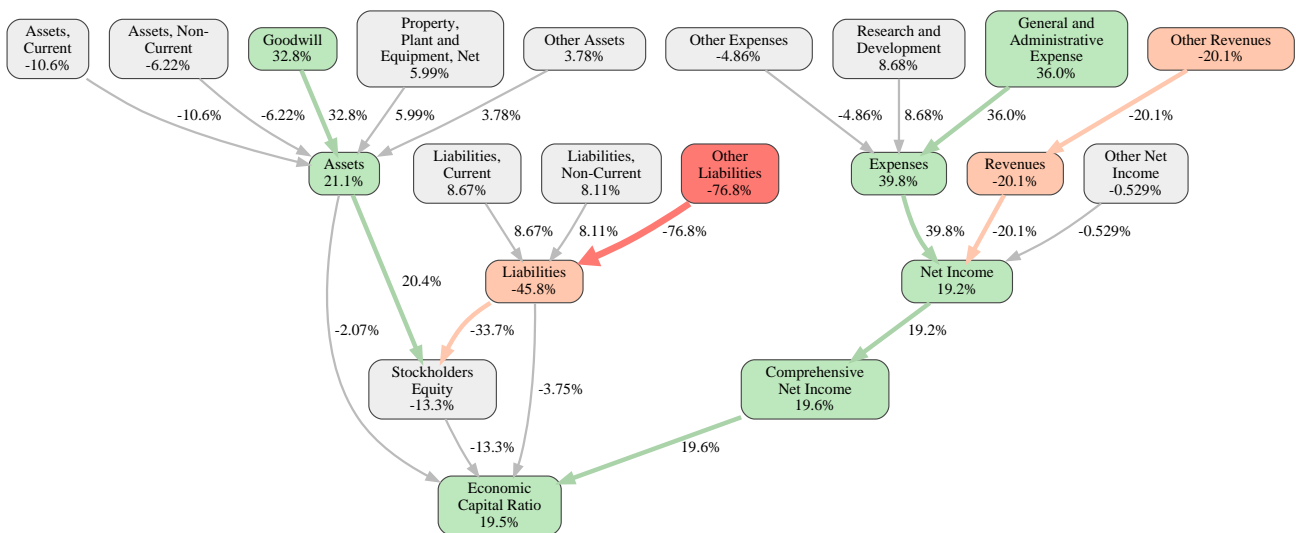 Assets,
Current
-10.6%
Assets, Non-
Current
-6.22%
Goodwill
32.8%
Property,
Plant and
Equipment, Net
5.99%
Other Assets
3.78%
Other Expenses
-4.86%
Research and
Development
8.68%
General and
Administrative
Expense
36.0%
Other Revenues
-20.1%
-10.6%
-6.22%
32.8%
5.99%
3.78%
-4.86%
8.68%
36.0%
-20.1%
Assets
21.1%
Liabilities,
Current
8.67%
Liabilities,
Non-Current
8.11%
Other
Liabilities
-76.8%
Expenses
39.8%
Revenues
-20.1%
Other Net
Income
-0.529%
8.67%
8.11%
-76.8%
39.8%
-20.1%
-0.529%
20.4%
Liabilities
-45.8%
Net Income
19.2%
-2.07%
-33.7%
19.2%
Stockholders
Equity
-13.3%
-3.75%
Comprehensive
Net Income
19.6%
-13.3%
19.6%
Economic
Capital Ratio
19.5%